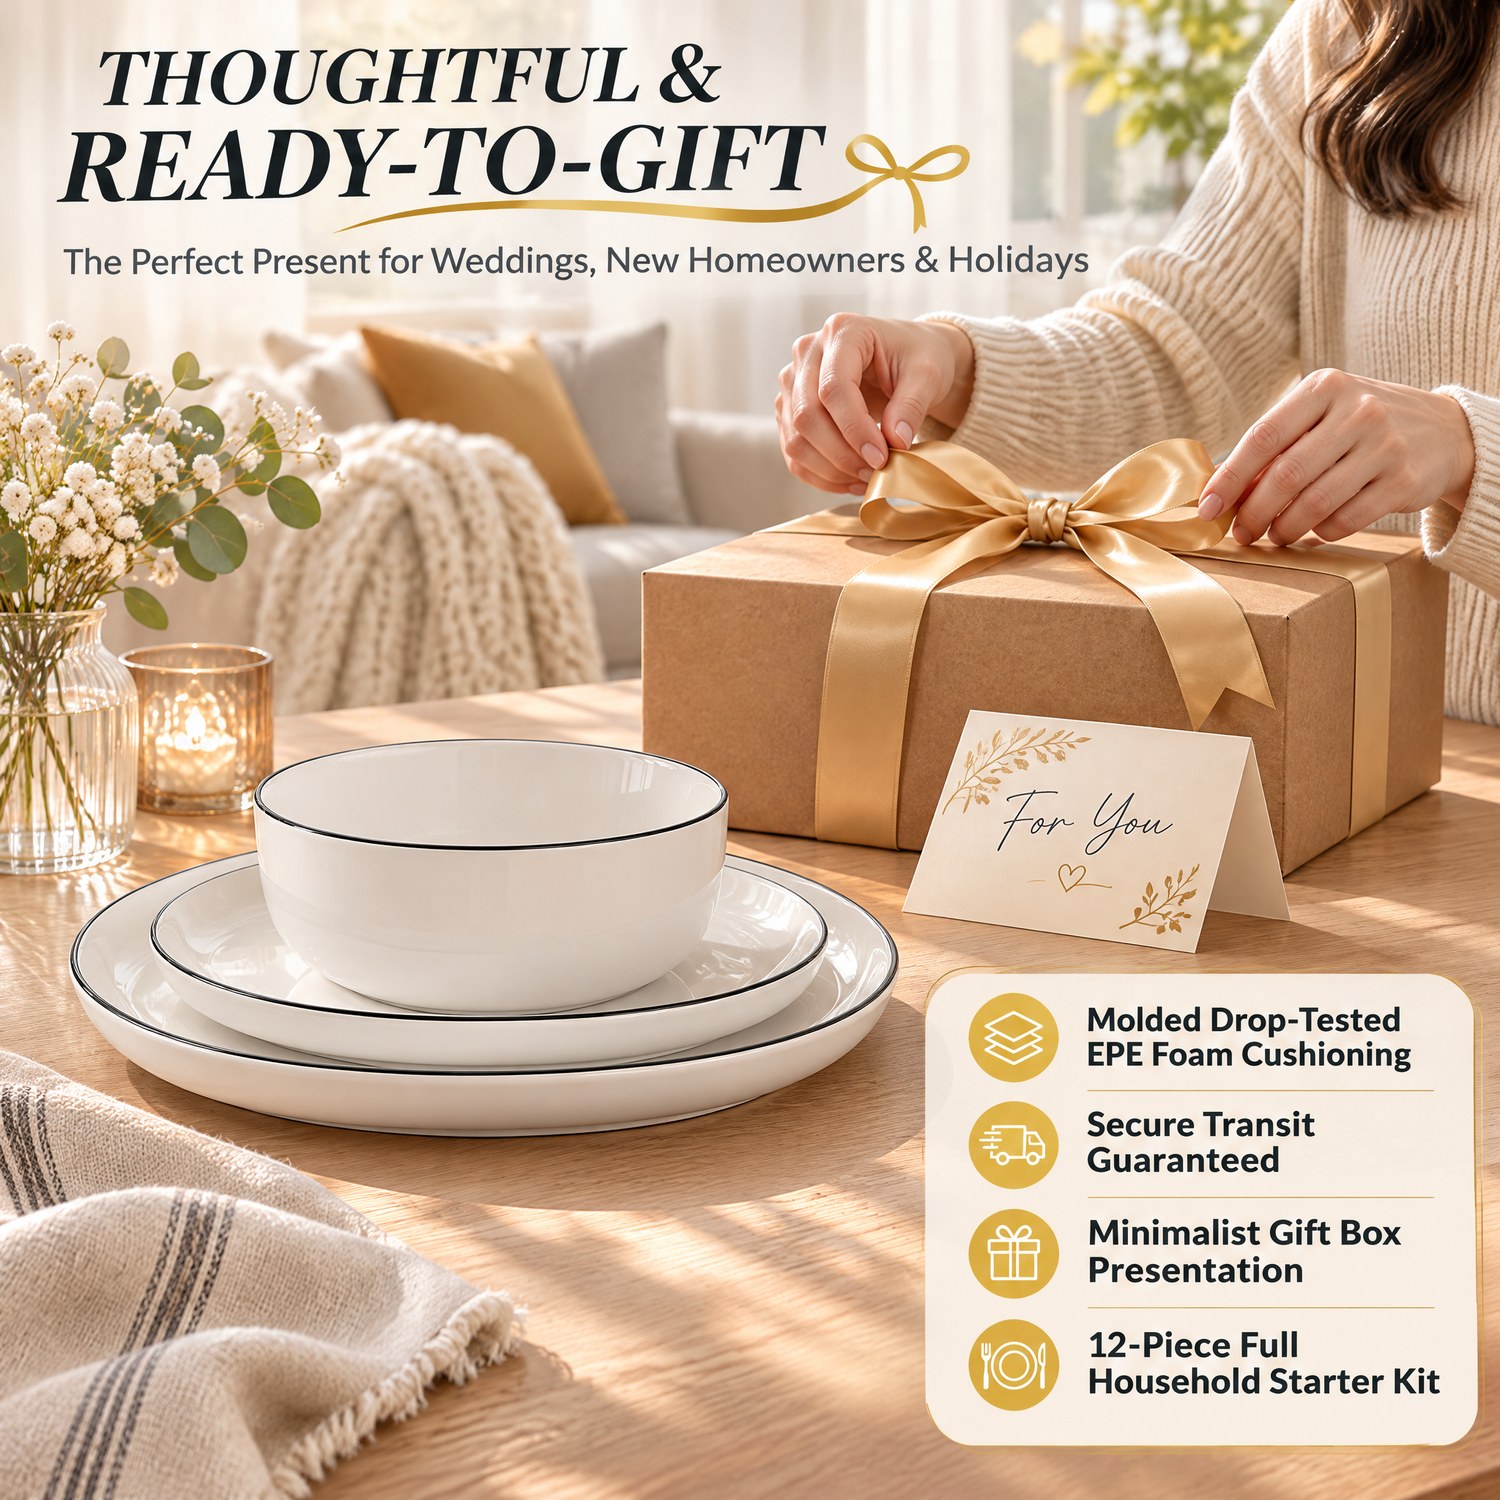 THOUGHTFUL &
READY-TO-GIFT
The Perfect Present for Weddings, New Homeowners & Holidays
For You
Molded Drop-Tested
EPE Foam Cushioning
Secure Transit
Guaranteed
Minimalist Gift Box
Presentation
12-Piece Full
Household Starter Kit